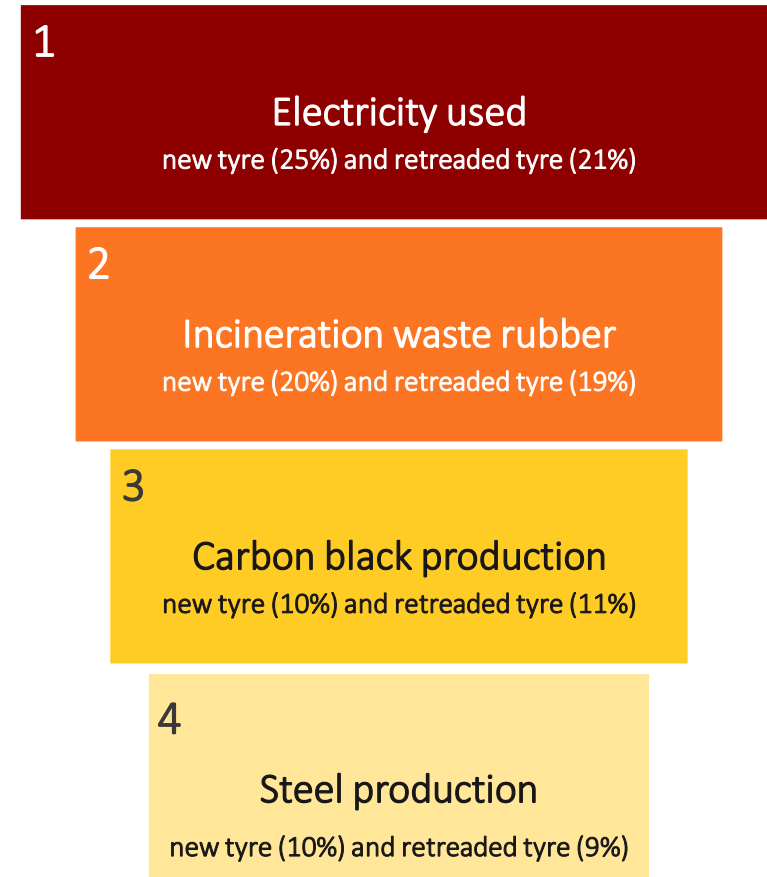 1
Electricity used
new tyre (25%) and retreaded tyre (21%)
2
Incineration waste rubber
new tyre (20%) and retreaded tyre (19%)
3
Carbon black production
new tyre (10%) and retreaded tyre (11%)
4
Steel production
new tyre (10%) and retreaded tyre (9%)